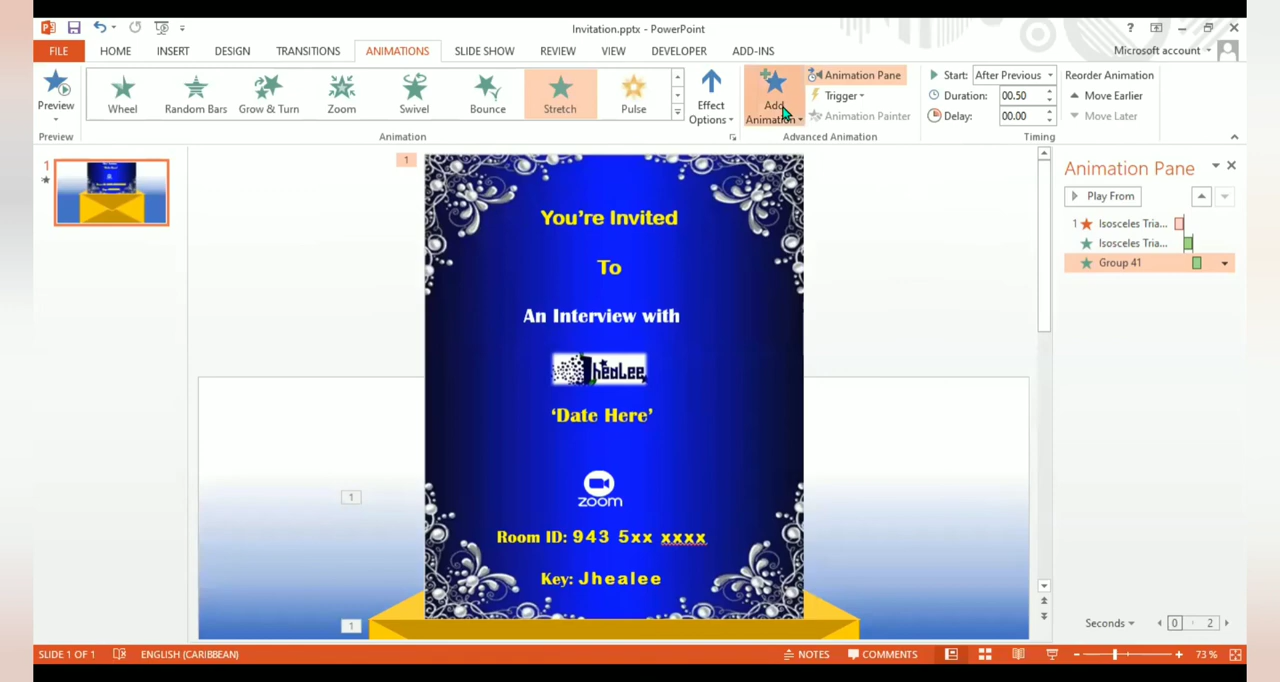 Invitation.pptx - PowerPoint
?
FILE
HOME
INSERT
DESIGN
TRANSITIONS
ANIMATIONS
SLIDE SHOW
REVIEW
VIEW
DEVELOPER
ADD-INS
Microsoft account
Preview
Wheel
Random Bars
Grow & Turn
Zoom
Swivel
Bounce
Stretch
Pulse
Effect
Options
Add
Animation
Animation Pane
Trigger
Animation Painter
Start: After Previous
Duration: 00.50
Delay: 00.00
Reorder Animation
Move Earlier
Move Later
Preview
Animation
Advanced Animation
Timing
1
1
You're Invited
To
An Interview with
Jhealee
‘Date Here’
zoom
Room ID: 943 5xx xxxx
Key: Jhealee
1
1
Animation Pane
Play From
1 Isosceles Tria...
Isosceles Tria...
Group 41
Seconds
0
2
SLIDE 1 OF 1
ENGLISH (CARIBBEAN)
NOTES
COMMENTS
73 %